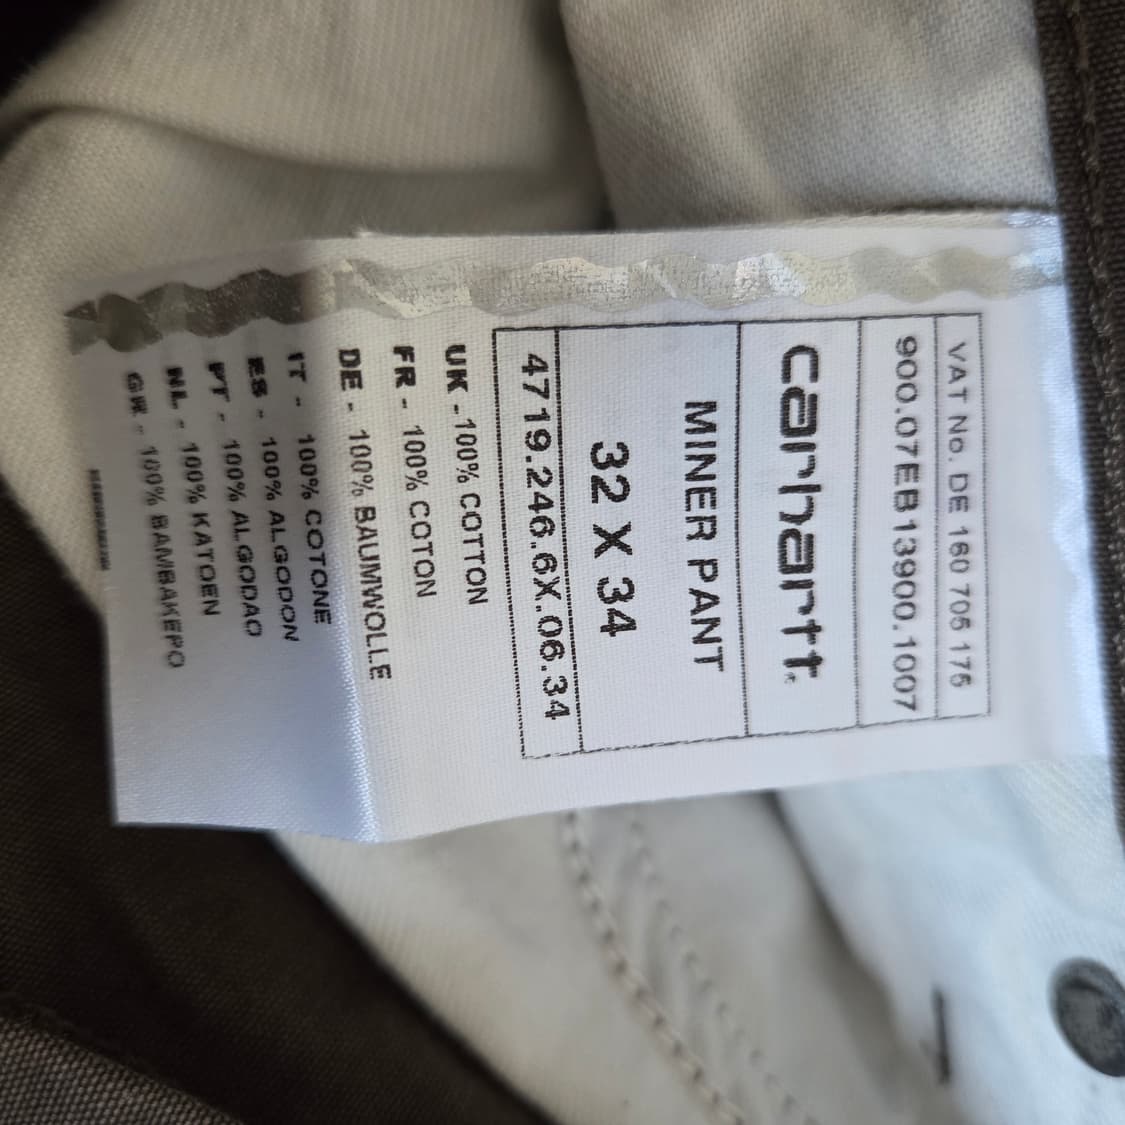 VAT No. DE 160 705 175
900.07EB13900.1007
carhartt.
MINER PANT
32 X 34
4719.246.6X.06.34
UK -100% COTTON
FR - 100% COTON
DE - 100% BAUMWOLLE
IT - 100% COTONE
ES - 100% ALGODON
PT - 100% ALGODAO
NL - 100% KATOEN
GR - 100% BAMBAKERO